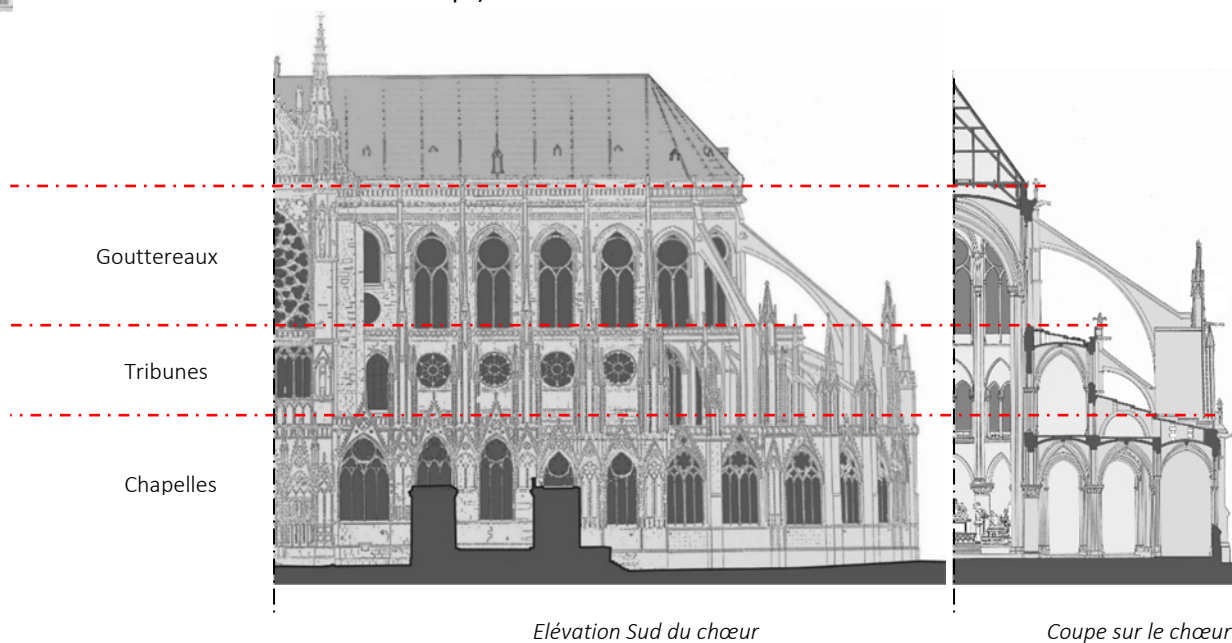 Gouttereaux
Tribunes
Chapelles
Elévation Sud du chœur
Coupe sur le chœur